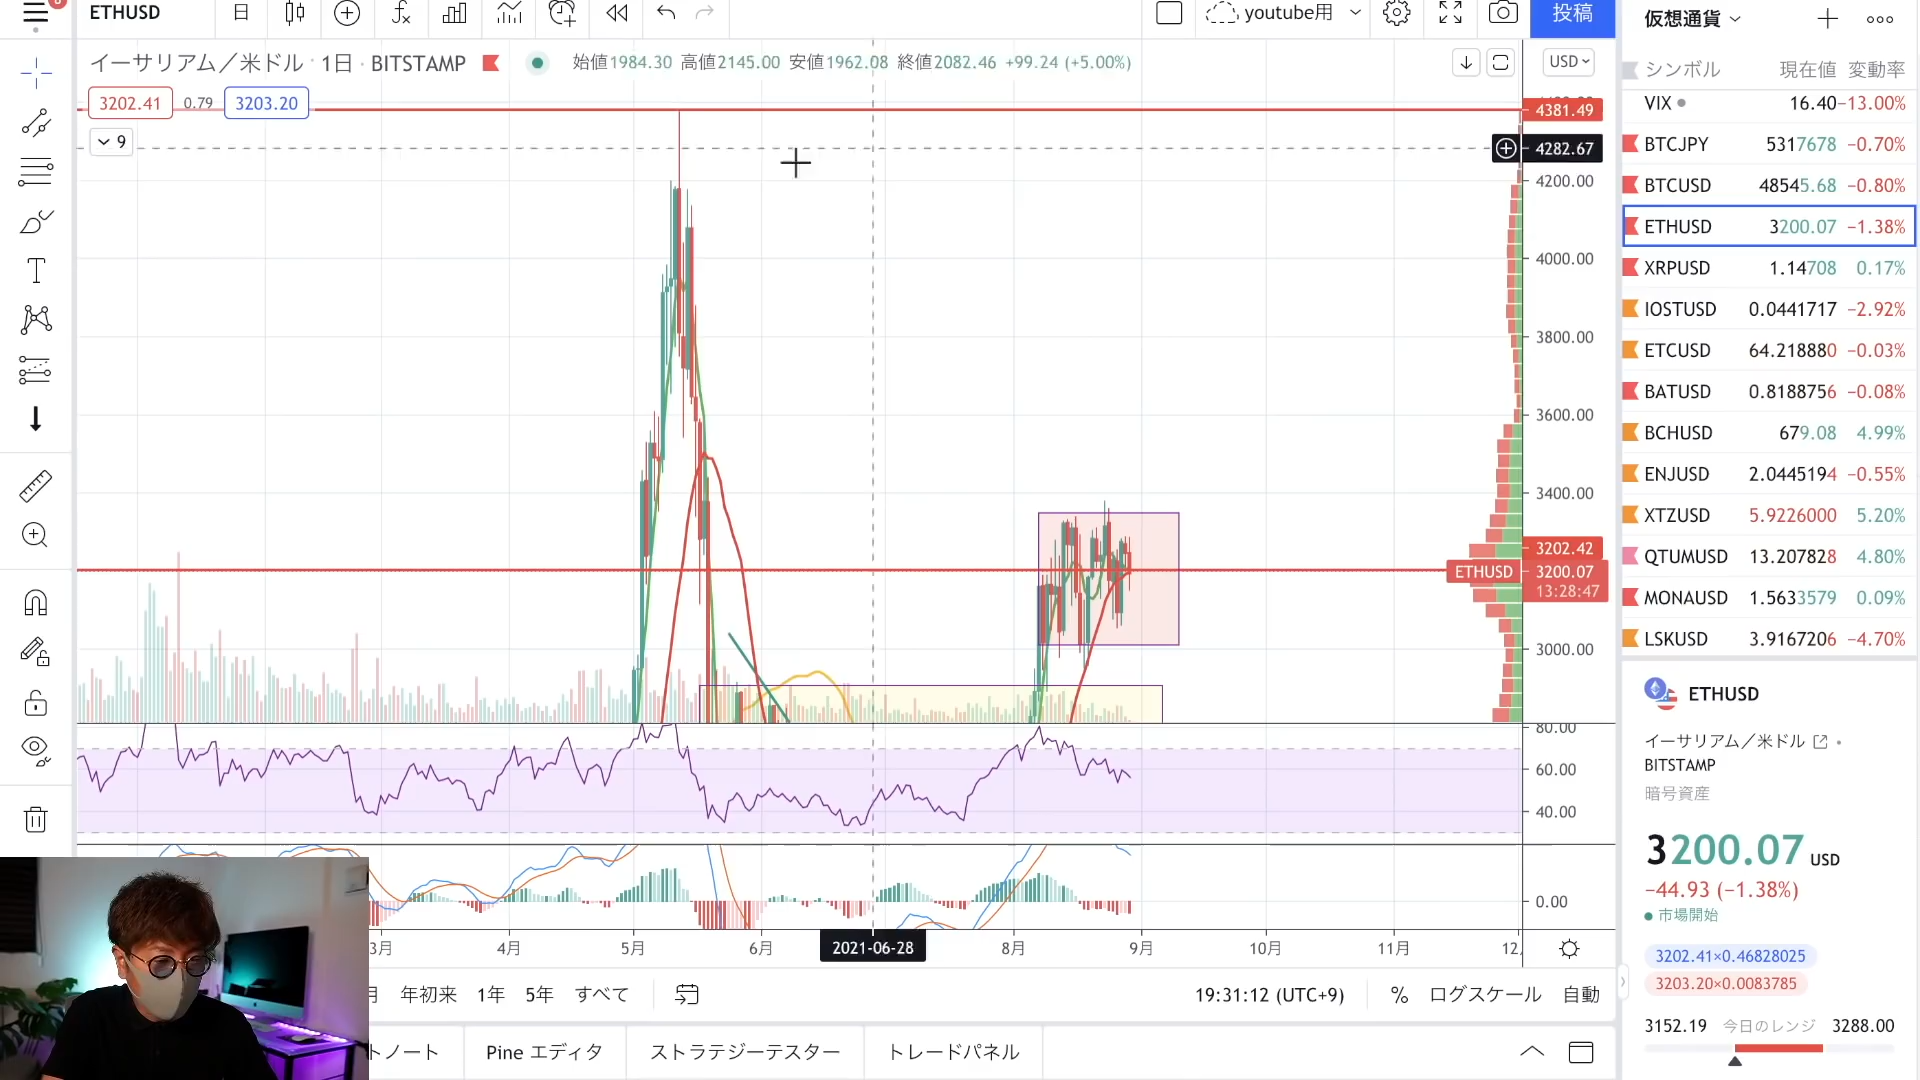 ETHUSD
日
youtube用
投稿
イーサリアム／米ドル · 1日 · BITSTAMP
始値1984.30 高値2145.00 安値1962.08 終値2082.46 +99.24 (+5.00%)
USD
3202.41 0.79 3203.20
9
4381.49
4282.67
4200.00
4000.00
3800.00
3600.00
3400.00
3202.42
ETHUSD 3200.07
13:28:47
3000.00
80.00
60.00
40.00
0.00
3月 4月 5月 6月 2021-06-28 8月 9月 10月 11月 12
月 年初来 1年 5年 すべて
19:31:12 (UTC+9) % ログスケール 自動
トノート Pine エディタ ストラテジーテスター トレードパネル
仮想通貨
シンボル 現在値 変動率
VIX 16.40 −13.00%
BTCJPY 5317678 −0.70%
BTCUSD 48545.68 −0.80%
ETHUSD 3200.07 −1.38%
XRPUSD 1.14708 0.17%
IOSTUSD 0.0441717 −2.92%
ETCUSD 64.218880 −0.03%
BATUSD 0.8188756 −0.08%
BCHUSD 679.08 4.99%
ENJUSD 2.0445194 −0.55%
XTZUSD 5.9226000 5.20%
QTUMUSD 13.207828 4.80%
MONAUSD 1.5633579 0.09%
LSKUSD 3.9167206 −4.70%
ETHUSD
イーサリアム／米ドル
BITSTAMP
暗号資産
3200.07 USD
−44.93 (−1.38%)
市場開始
3202.41×0.46828025
3203.20×0.0083785
3152.19 今日のレンジ 3288.00